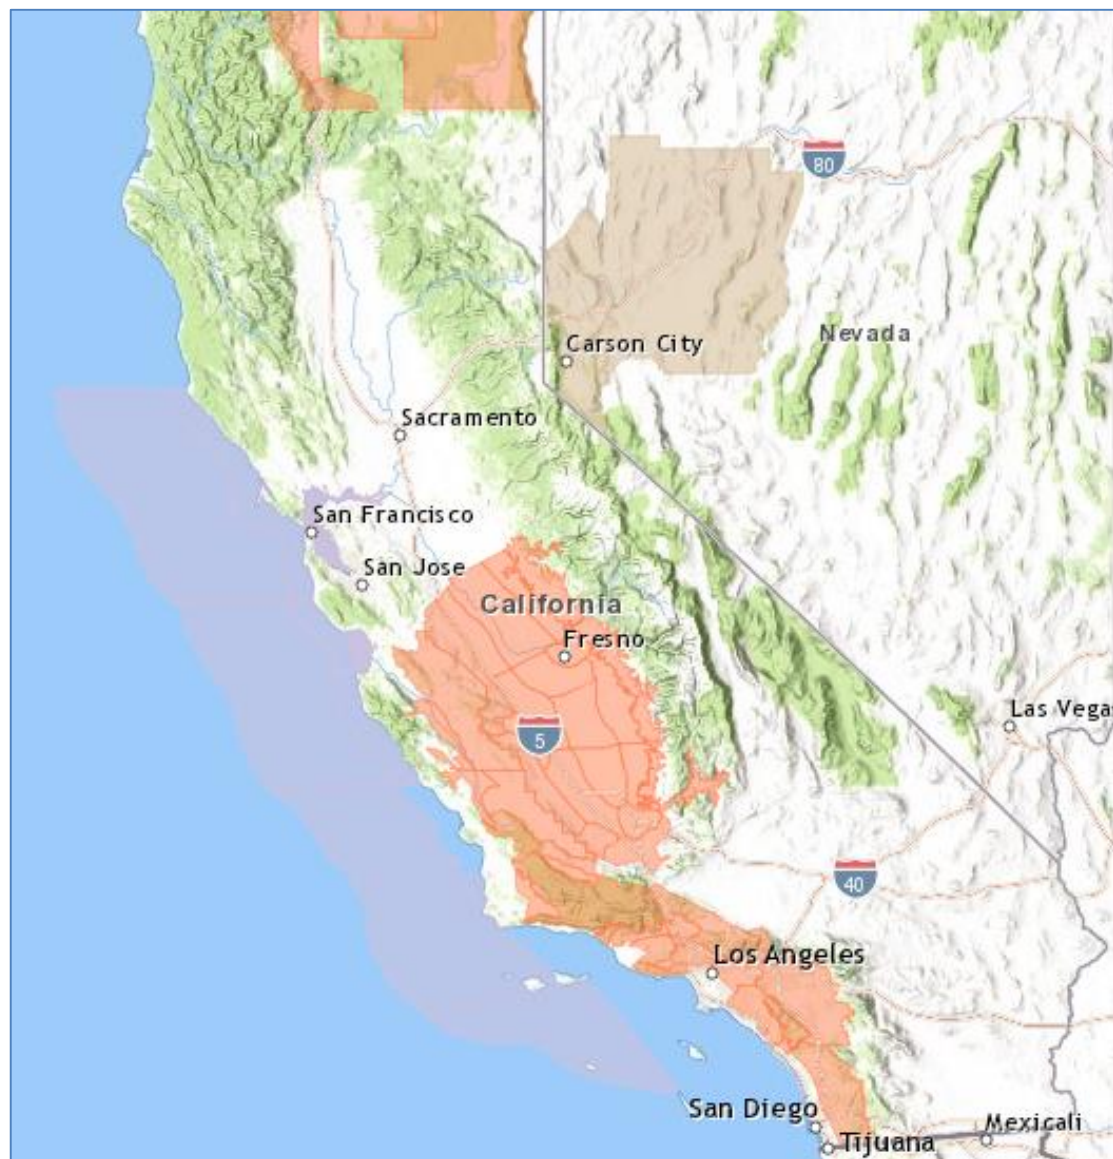 80
Nevada
Carson City
Sacramento
San Francisco
San Jose
California
Fresno
5
Las Vegas
40
Los Angeles
San Diego
Mexicali
Tijuana